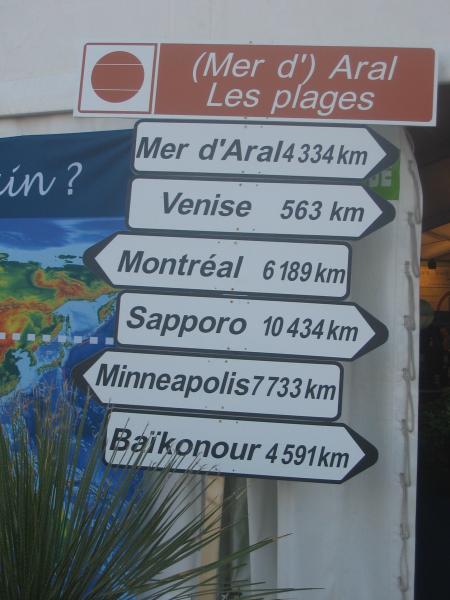 (Mer d') Aral
Les plages
Mer d'Aral 4 334 km
Venise 563 km
Montréal 6 189 km
Sapporo 10 434 km
Minneapolis 7 733 km
Baïkonour 4 591 km
?